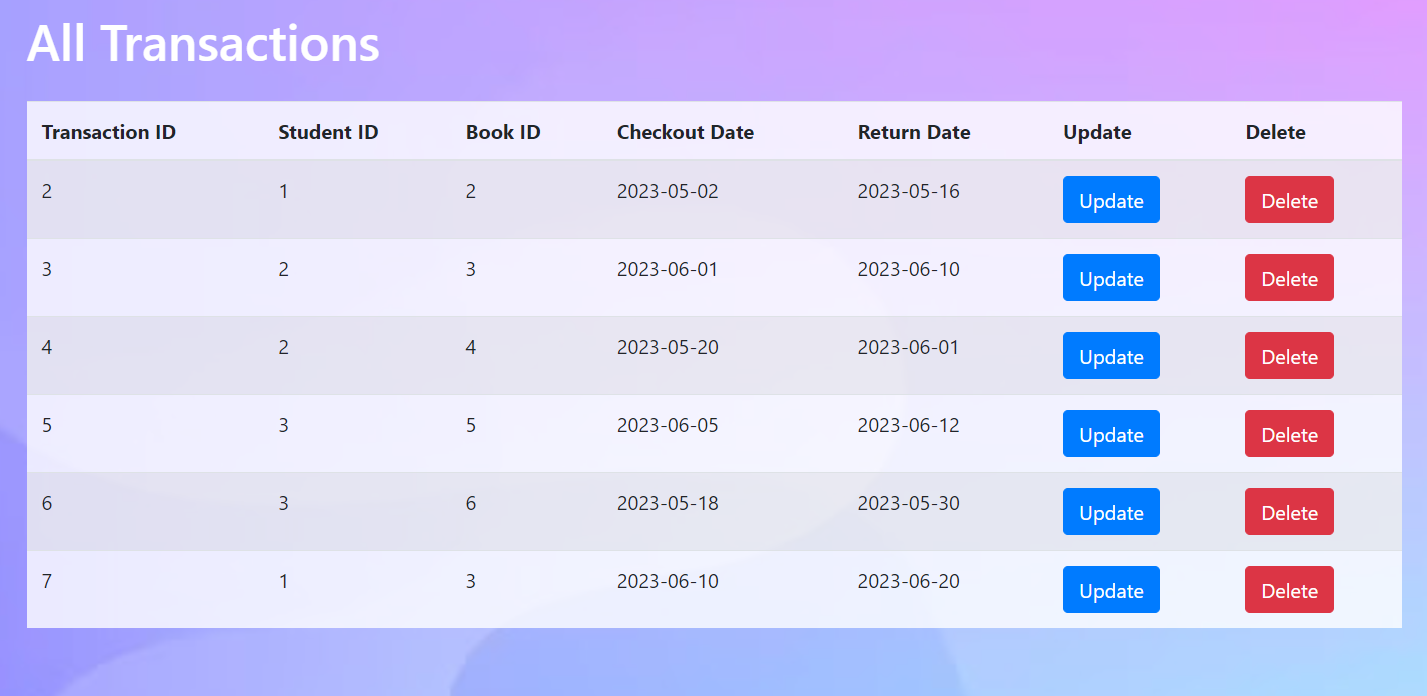 All Transactions
Transaction ID Student ID Book ID Checkout Date Return Date Update Delete
2 1 2 2023-05-02 2023-05-16 Update Delete
3 2 3 2023-06-01 2023-06-10 Update Delete
4 2 4 2023-05-20 2023-06-01 Update Delete
5 3 5 2023-06-05 2023-06-12 Update Delete
6 3 6 2023-05-18 2023-05-30 Update Delete
7 1 3 2023-06-10 2023-06-20 Update Delete